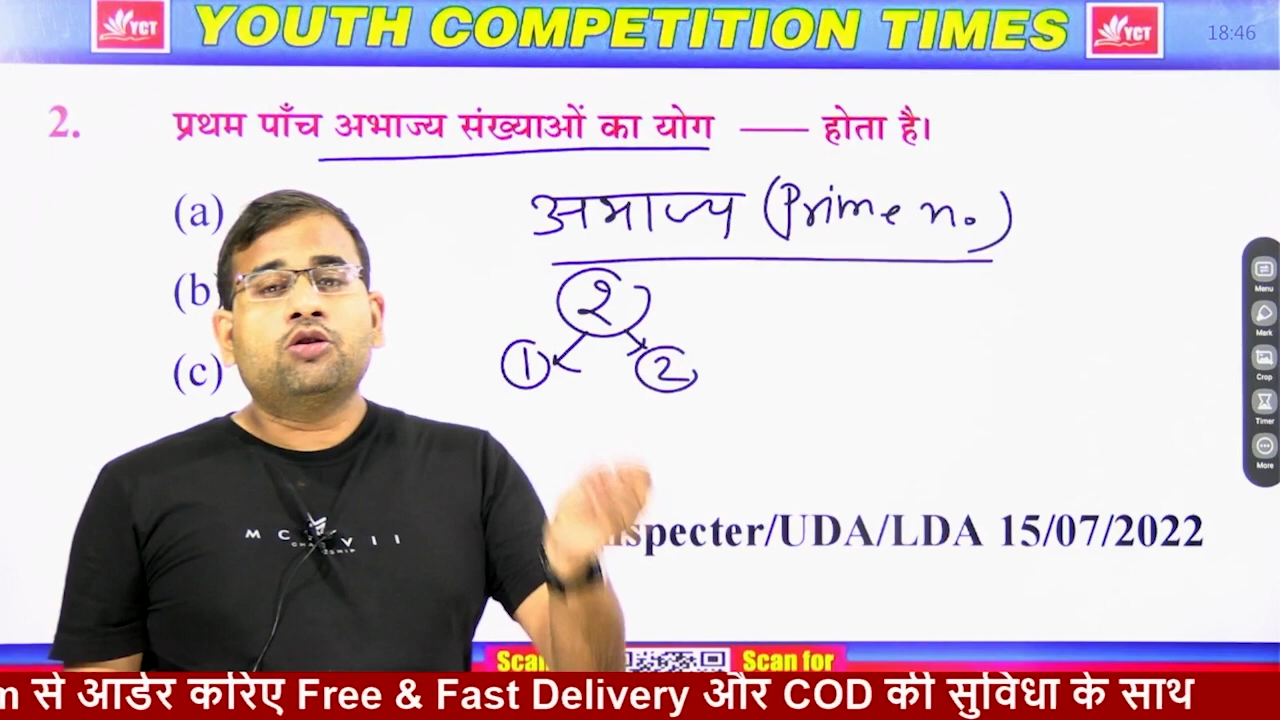 YCT YOUTH COMPETITION TIMES YCT 18:46
2. प्रथम पाँच अभाज्य संख्याओं का योग —— होता है।
(a) अभाज्य (Prime no.)
(b)
2
(c) 1 2
Menu
Mark
Crop
Timer
More
UDA/LDA 15/07/2022
Scan for
से आर्डर करिए Free & Fast Delivery और COD की सुविधा के साथ